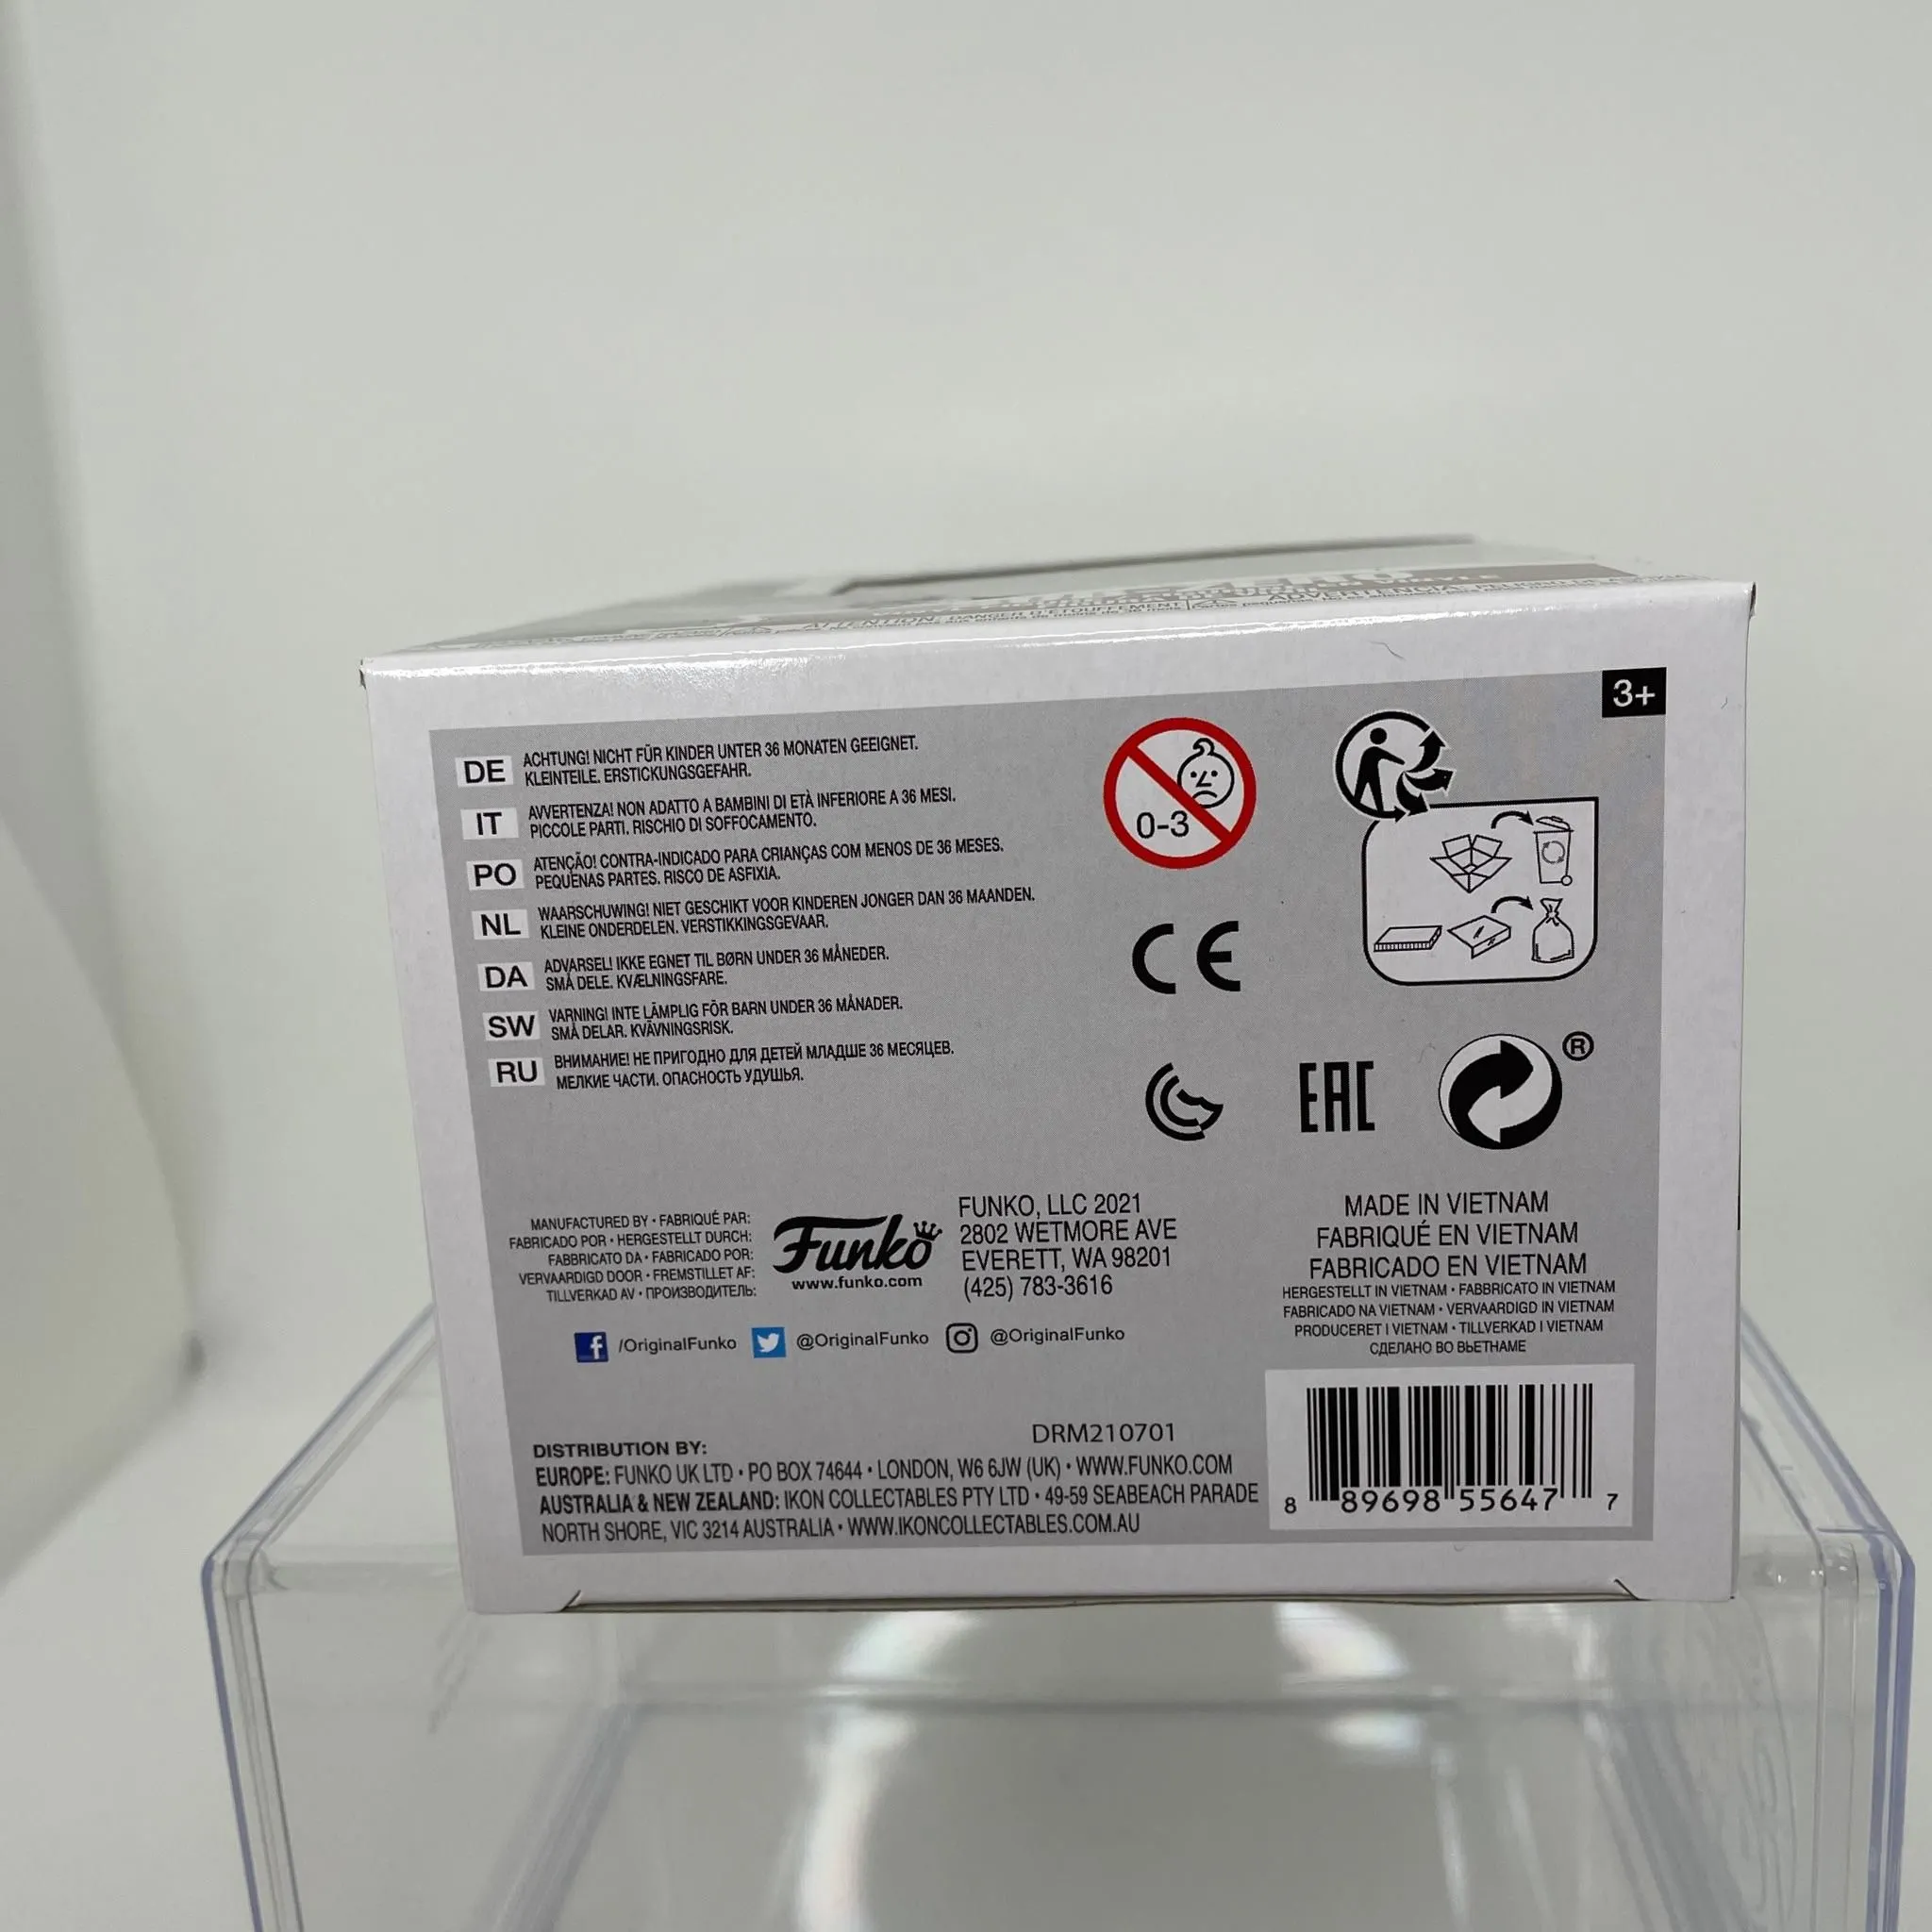 ATTENTION: DANGER D'ÉTOUFFEMENT
ADVERTENCIA:
3+
DE ACHTUNG! NICHT FÜR KINDER UNTER 36 MONATEN GEEIGNET.
KLEINTEILE. ERSTICKUNGSGEFAHR.
IT AVVERTENZA! NON ADATTO A BAMBINI DI ETÀ INFERIORE A 36 MESI.
PICCOLE PARTI. RISCHIO DI SOFFOCAMENTO.
PO ATENÇÃO! CONTRA-INDICADO PARA CRIANÇAS COM MENOS DE 36 MESES.
PEQUENAS PARTES. RISCO DE ASFIXIA.
NL WAARSCHUWING! NIET GESCHIKT VOOR KINDEREN JONGER DAN 36 MAANDEN.
KLEINE ONDERDELEN. VERSTIKKINGSGEVAAR.
DA ADVARSEL! IKKE EGNET TIL BØRN UNDER 36 MÅNEDER.
SMÅ DELE. KVÆLNINGSFARE.
SW VARNING! INTE LÄMPLIG FÖR BARN UNDER 36 MÅNADER.
SMÅ DELAR. KVÄVNINGSRISK.
RU ВНИМАНИЕ! НЕ ПРИГОДНО ДЛЯ ДЕТЕЙ МЛАДШЕ 36 МЕСЯЦЕВ.
МЕЛКИЕ ЧАСТИ. ОПАСНОСТЬ УДУШЬЯ.
0-3
CE
EAC
®
MANUFACTURED BY • FABRIQUÉ PAR:
FABRICADO POR • HERGESTELLT DURCH:
FABBRICATO DA • FABRICADO POR:
VERVAARDIGD DOOR • FREMSTILLET AF:
TILLVERKAD AV • ПРОИЗВОДИТЕЛЬ:
Funko
www.funko.com
FUNKO, LLC 2021
2802 WETMORE AVE
EVERETT, WA 98201
(425) 783-3616
MADE IN VIETNAM
FABRIQUÉ EN VIETNAM
FABRICADO EN VIETNAM
HERGESTELLT IN VIETNAM • FABBRICATO IN VIETNAM
FABRICADO NA VIETNAM • VERVAARDIGD IN VIETNAM
PRODUCERET I VIETNAM • TILLVERKAD I VIETNAM
СДЕЛАНО ВО ВЬЕТНАМЕ
/OriginalFunko @OriginalFunko @OriginalFunko
DRM210701
DISTRIBUTION BY:
EUROPE: FUNKO UK LTD • PO BOX 74644 • LONDON, W6 6JW (UK) • WWW.FUNKO.COM
AUSTRALIA & NEW ZEALAND: IKON COLLECTABLES PTY LTD • 49-59 SEABEACH PARADE
NORTH SHORE, VIC 3214 AUSTRALIA • WWW.IKONCOLLECTABLES.COM.AU
8 89698 55647 7